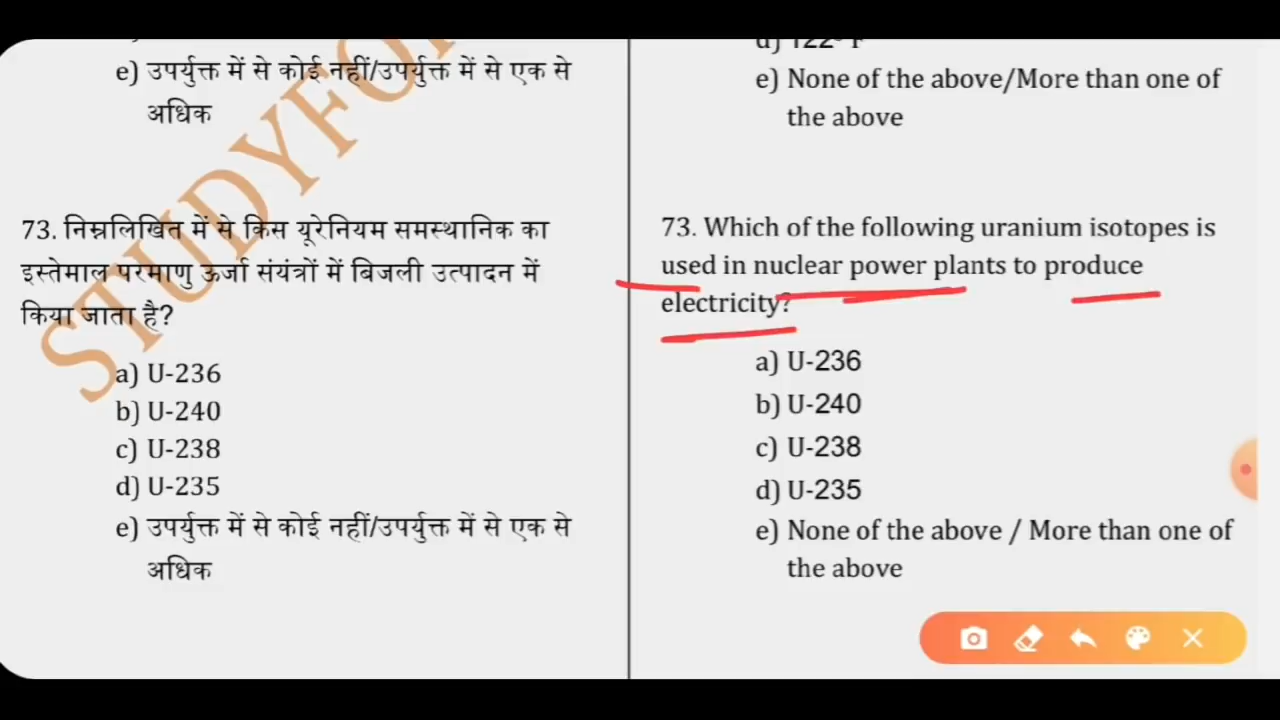 e) उपर्युक्त में से कोई नहीं/उपर्युक्त में से एक से
अधिक
73. निम्नलिखित में से किस यूरेनियम समस्थानिक का
इस्तेमाल परमाणु ऊर्जा संयंत्रों में बिजली उत्पादन में
किया जाता है?
a) U-236
b) U-240
c) U-238
d) U-235
e) उपर्युक्त में से कोई नहीं/उपर्युक्त में से एक से
अधिक
d) 122° F
e) None of the above/More than one of
the above
73. Which of the following uranium isotopes is
used in nuclear power plants to produce
electricity?
a) U-236
b) U-240
c) U-238
d) U-235
e) None of the above / More than one of
the above